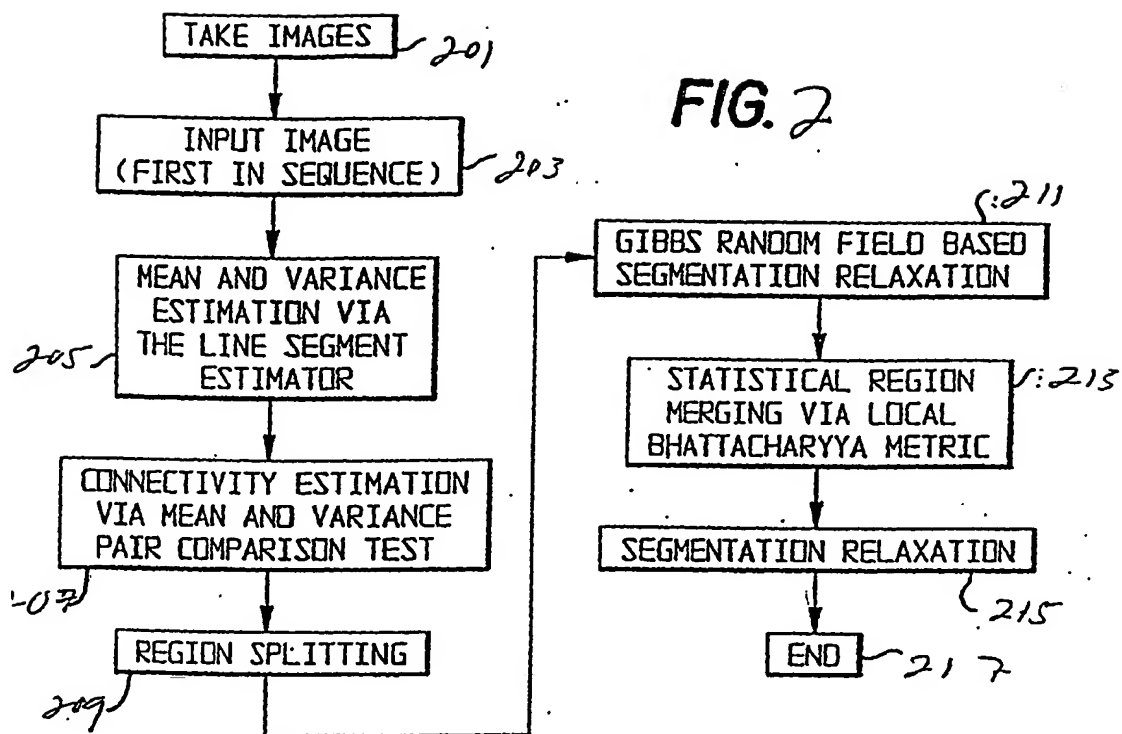 TAKE IMAGES
201
FIG. 2
INPUT IMAGE
(FIRST IN SEQUENCE)
203
MEAN AND VARIANCE
ESTIMATION VIA
THE LINE SEGMENT
ESTIMATOR
205
CONNECTIVITY ESTIMATION
VIA MEAN AND VARIANCE
PAIR COMPARISON TEST
207
REGION SPLITTING
209
211
GIBBS RANDOM FIELD BASED
SEGMENTATION RELAXATION
STATISTICAL REGION
MERGING VIA LOCAL
BHATTACHARYYA METRIC
213
SEGMENTATION RELAXATION
215
END
217